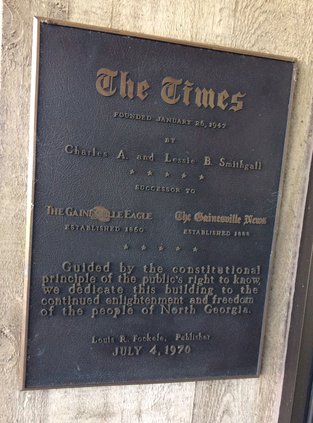 The Times
FOUNDED JANUARY 26, 1947
BY
Charles A. and Lessie B. Smithgall
* * * * *
SUCCESSOR TO
THE GAINESVILLE EAGLE The Gainesville News
ESTABLISHED 1860 ESTABLISHED 1888
* * * * *
Guided by the constitutional
principle of the public's right to know,
we dedicate this building to the
continued enlightenment and freedom
of the people of North Georgia.
Louis R. Fockele, Publisher
JULY 4, 1970